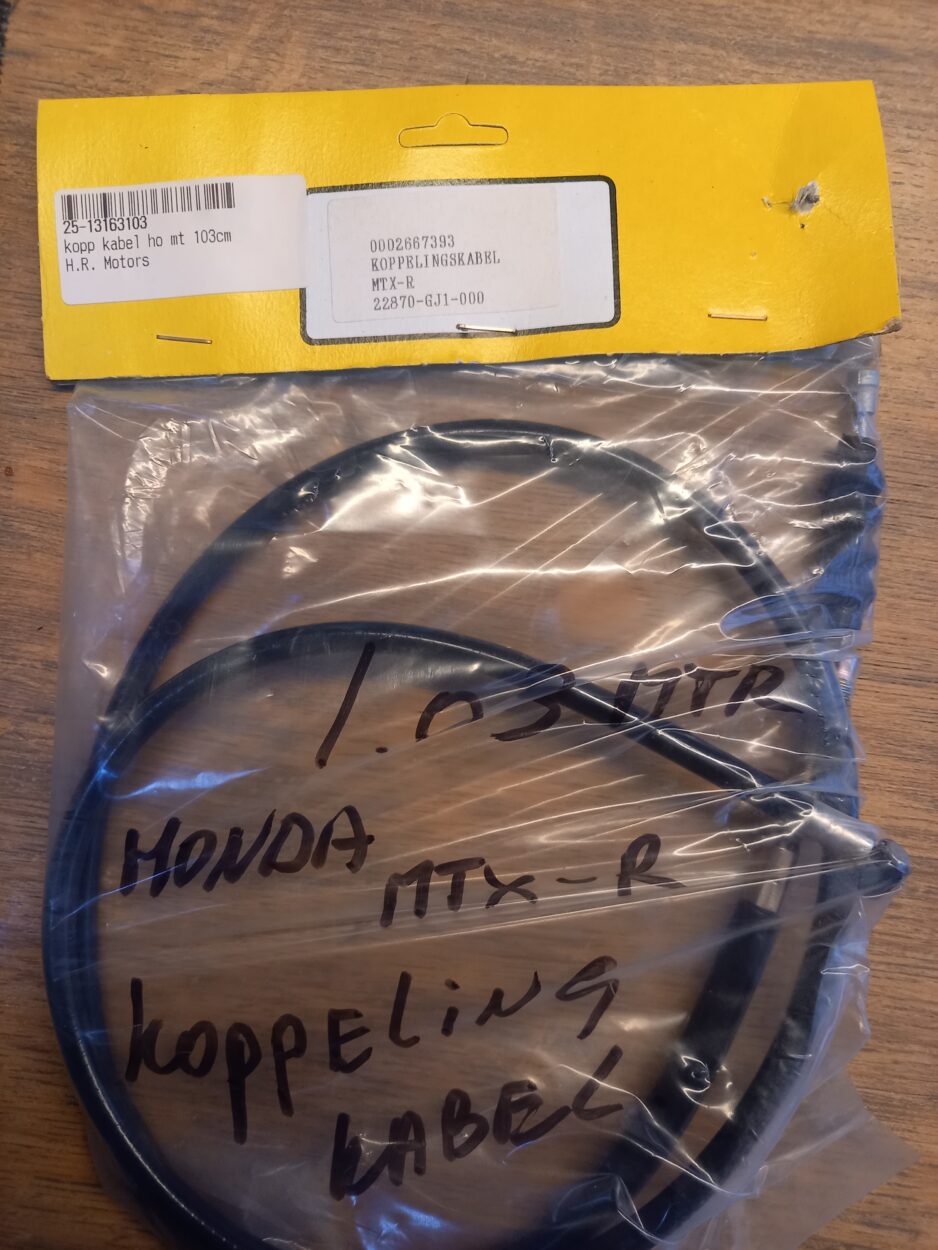 25-13163103
kopp kabel ho mt 103cm
H.R. Motors
0002667393
KOPPELINGSKABEL
MTX-R
22870-GJ1-000
1.03 MTR
HONDA
MTX-R
KOPPELING
KABEL